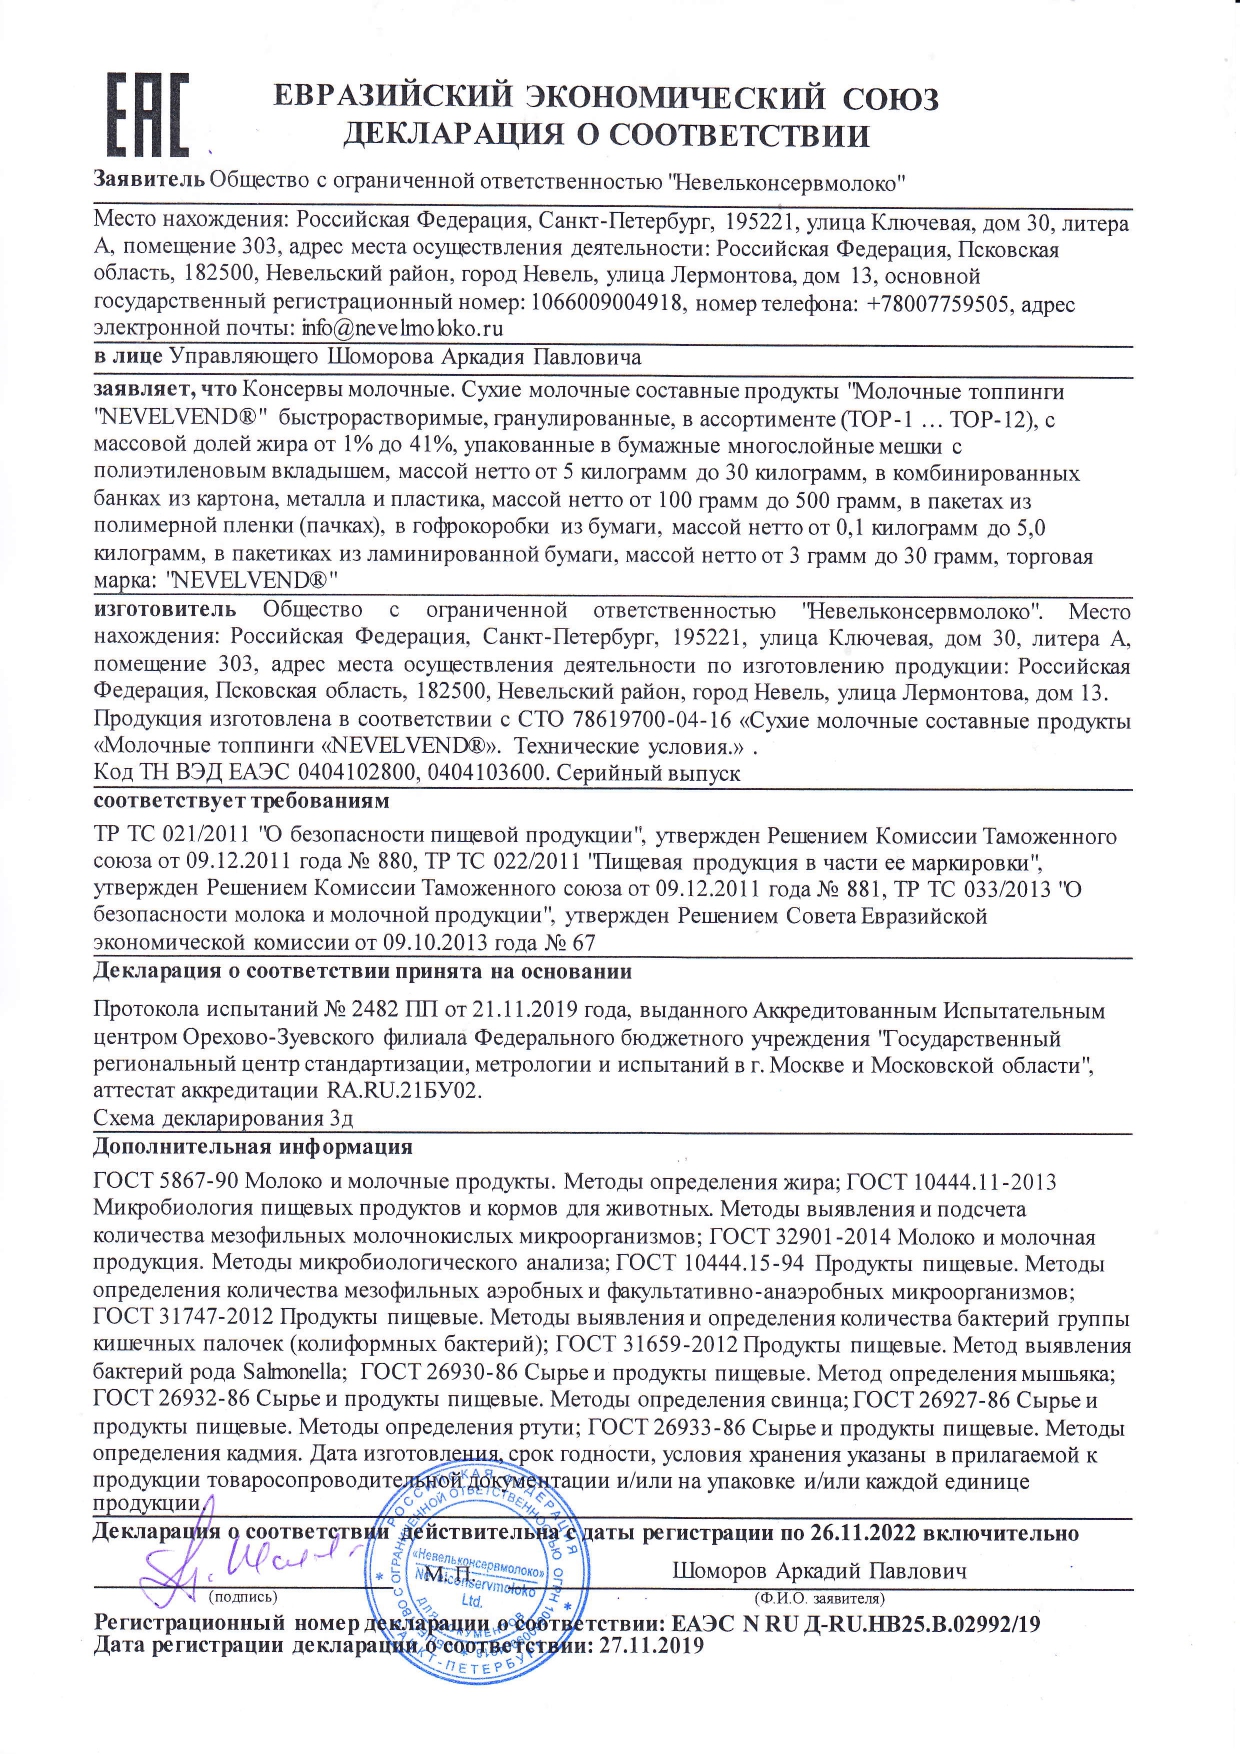 ЕАС
ЕВРАЗИЙСКИЙ ЭКОНОМИЧЕСКИЙ СОЮЗ
ДЕКЛАРАЦИЯ О СООТВЕТСТВИИ
Заявитель Общество с ограниченной ответственностью "Невельконсервмолоко"
Место нахождения: Российская Федерация, Санкт-Петербург, 195221, улица Ключевая, дом 30, литера
А, помещение 303, адрес места осуществления деятельности: Российская Федерация, Псковская
область, 182500, Невельский район, город Невель, улица Лермонтова, дом 13, основной
государственный регистрационный номер: 1066009004918, номер телефона: +78007759505, адрес
электронной почты: info@nevelmoloko.ru
в лице Управляющего Шоморова Аркадия Павловича
заявляет, что Консервы молочные. Сухие молочные составные продукты "Молочные топпинги
"NEVELVEND®" быстрорастворимые, гранулированные, в ассортименте (ТОР-1 … ТОР-12), с
массовой долей жира от 1% до 41%, упакованные в бумажные многослойные мешки с
полиэтиленовым вкладышем, массой нетто от 5 килограмм до 30 килограмм, в комбинированных
банках из картона, металла и пластика, массой нетто от 100 грамм до 500 грамм, в пакетах из
полимерной пленки (пачках), в гофрокоробки из бумаги, массой нетто от 0,1 килограмм до 5,0
килограмм, в пакетиках из ламинированной бумаги, массой нетто от 3 грамм до 30 грамм, торговая
марка: "NEVELVEND®"
изготовитель Общество с ограниченной ответственностью "Невельконсервмолоко". Место
нахождения: Российская Федерация, Санкт-Петербург, 195221, улица Ключевая, дом 30, литера А,
помещение 303, адрес места осуществления деятельности по изготовлению продукции: Российская
Федерация, Псковская область, 182500, Невельский район, город Невель, улица Лермонтова, дом 13.
Продукция изготовлена в соответствии с СТО 78619700-04-16 «Сухие молочные составные продукты
«Молочные топпинги «NEVELVEND®». Технические условия.» .
Код ТН ВЭД ЕАЭС 0404102800, 0404103600. Серийный выпуск
соответствует требованиям
ТР ТС 021/2011 "О безопасности пищевой продукции", утвержден Решением Комиссии Таможенного
союза от 09.12.2011 года № 880, ТР ТС 022/2011 "Пищевая продукция в части ее маркировки",
утвержден Решением Комиссии Таможенного союза от 09.12.2011 года № 881, ТР ТС 033/2013 "О
безопасности молока и молочной продукции", утвержден Решением Совета Евразийской
экономической комиссии от 09.10.2013 года № 67
Декларация о соответствии принята на основании
Протокола испытаний № 2482 ПП от 21.11.2019 года, выданного Аккредитованным Испытательным
центром Орехово-Зуевского филиала Федерального бюджетного учреждения "Государственный
региональный центр стандартизации, метрологии и испытаний в г. Москве и Московской области",
аттестат аккредитации RA.RU.21БУ02.
Схема декларирования 3д
Дополнительная информация
ГОСТ 5867-90 Молоко и молочные продукты. Методы определения жира; ГОСТ 10444.11-2013
Микробиология пищевых продуктов и кормов для животных. Методы выявления и подсчета
количества мезофильных молочнокислых микроорганизмов; ГОСТ 32901-2014 Молоко и молочная
продукция. Методы микробиологического анализа; ГОСТ 10444.15-94 Продукты пищевые. Методы
определения количества мезофильных аэробных и факультативно-анаэробных микроорганизмов;
ГОСТ 31747-2012 Продукты пищевые. Методы выявления и определения количества бактерий группы
кишечных палочек (колиформных бактерий); ГОСТ 31659-2012 Продукты пищевые. Метод выявления
бактерий рода Salmonella; ГОСТ 26930-86 Сырье и продукты пищевые. Метод определения мышьяка;
ГОСТ 26932-86 Сырье и продукты пищевые. Методы определения свинца; ГОСТ 26927-86 Сырье и
продукты пищевые. Методы определения ртути; ГОСТ 26933-86 Сырье и продукты пищевые. Методы
определения кадмия. Дата изготовления, срок годности, условия хранения указаны в прилагаемой к
продукции товаросопроводительной документации и/или на упаковке и/или каждой единице
продукции.
Декларация о соответствии действительна с даты регистрации по 26.11.2022 включительно
М.П.
Шоморов Аркадий Павлович
(подпись)
(Ф.И.О. заявителя)
РОССИЙСКАЯ ФЕДЕРАЦИЯ
САНКТ-ПЕТЕРБУРГ
«Невельконсервмолоко»
Nevelconservmoloko
Ltd.
ДЛЯ ДОКУМЕНТОВ
Регистрационный номер декларации о соответствии: ЕАЭС N RU Д-RU.НВ25.В.02992/19
Дата регистрации декларации о соответствии: 27.11.2019